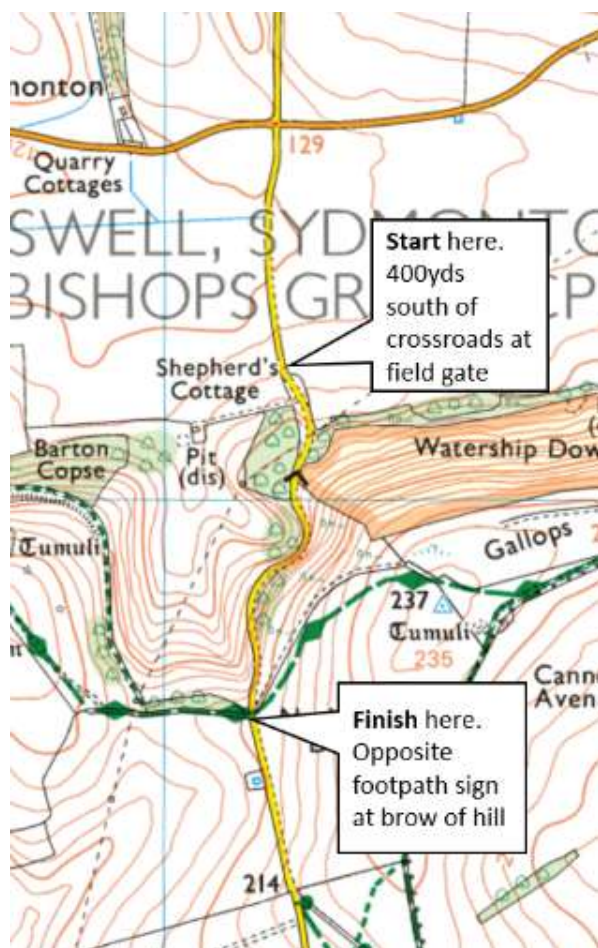 monton
129
Quarry
Cottages
SWELL, SYDMONTO
BISHOPS GR
CP
Start here.
400yds
south of
crossroads at
field gate
Shepherd's
Cottage
Barton
Copse
Pit
(dis)
Watership Dow
Tumuli
Gallops
237
Tumuli
235
Cann
Aven
Finish here.
Opposite
footpath sign
at brow of hill
214